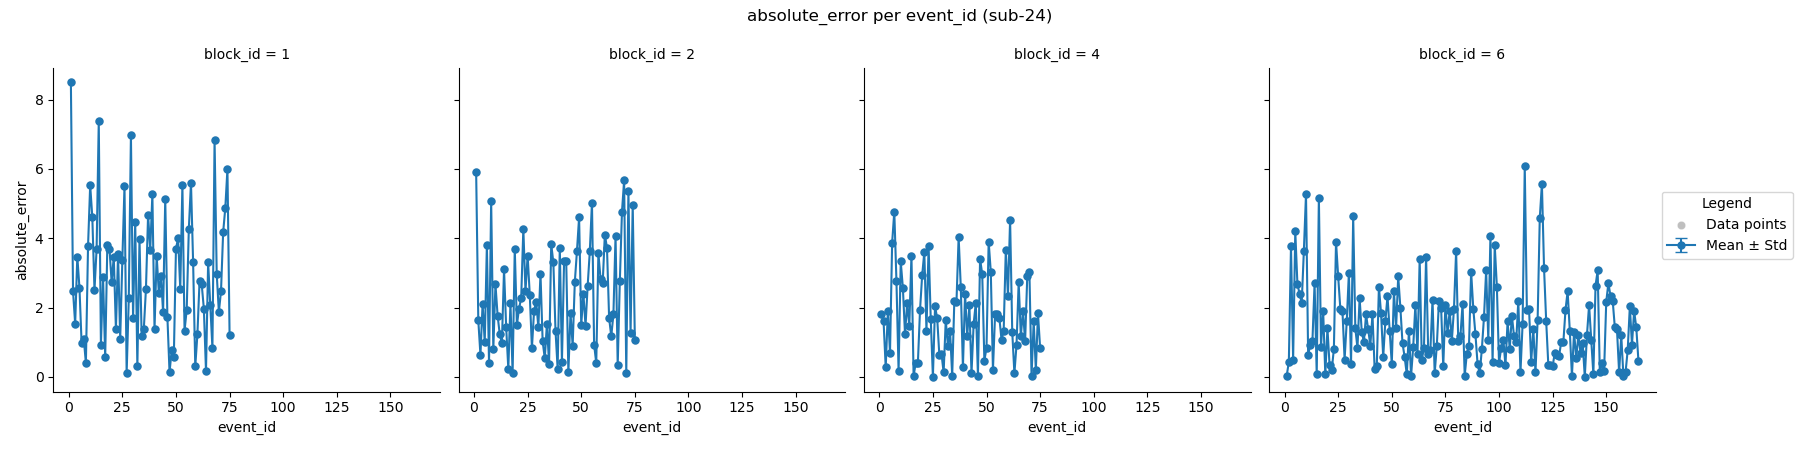 absolute_error per event_id (sub-24)
block_id = 1
block_id = 2
block_id = 4
block_id = 6
absolute_error
8
6
4
2
0
0 25 50 75 100 125 150
0 25 50 75 100 125 150
0 25 50 75 100 125 150
0 25 50 75 100 125 150
event_id
event_id
event_id
event_id
Legend
Data points
Mean ± Std